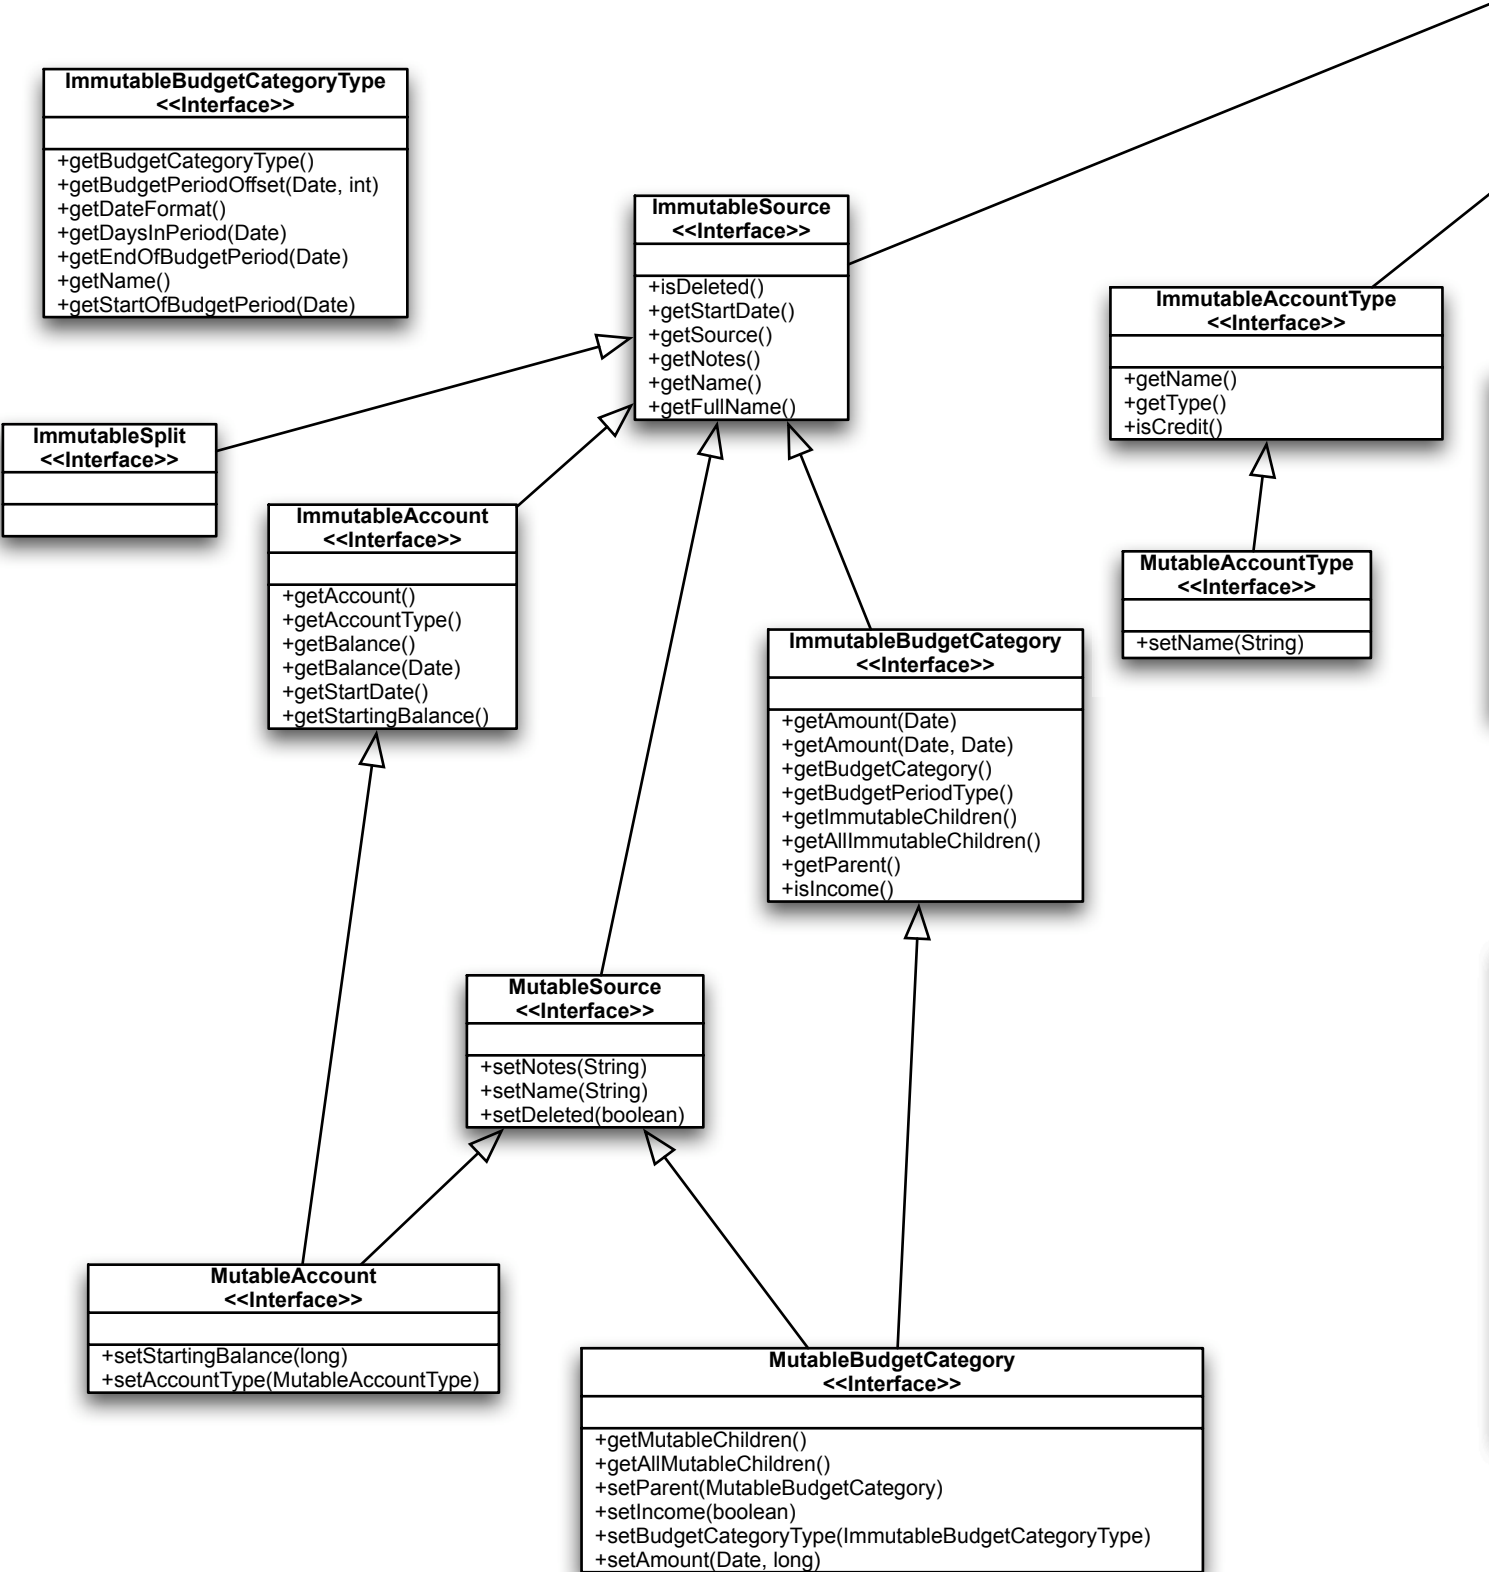 ImmutableBudgetCategoryType
<<Interface>>
+getBudgetCategoryType()
+getBudgetPeriodOffset(Date, int)
+getDateFormat()
+getDaysInPeriod(Date)
+getEndOfBudgetPeriod(Date)
+getName()
+getStartOfBudgetPeriod(Date)
ImmutableSource
<<Interface>>
+isDeleted()
+getStartDate()
+getSource()
+getNotes()
+getName()
+getFullName()
ImmutableAccountType
<<Interface>>
+getName()
+getType()
+isCredit()
ImmutableSplit
<<Interface>>
ImmutableAccount
<<Interface>>
+getAccount()
+getAccountType()
+getBalance()
+getBalance(Date)
+getStartDate()
+getStartingBalance()
MutableAccountType
<<Interface>>
+setName(String)
ImmutableBudgetCategory
<<Interface>>
+getAmount(Date)
+getAmount(Date, Date)
+getBudgetCategory()
+getBudgetPeriodType()
+getImmutableChildren()
+getAllImmutableChildren()
+getParent()
+isIncome()
MutableSource
<<Interface>>
+setNotes(String)
+setName(String)
+setDeleted(boolean)
MutableAccount
<<Interface>>
+setStartingBalance(long)
+setAccountType(MutableAccountType)
MutableBudgetCategory
<<Interface>>
+getMutableChildren()
+getAllMutableChildren()
+setParent(MutableBudgetCategory)
+setIncome(boolean)
+setBudgetCategoryType(ImmutableBudgetCategoryType)
+setAmount(Date, long)